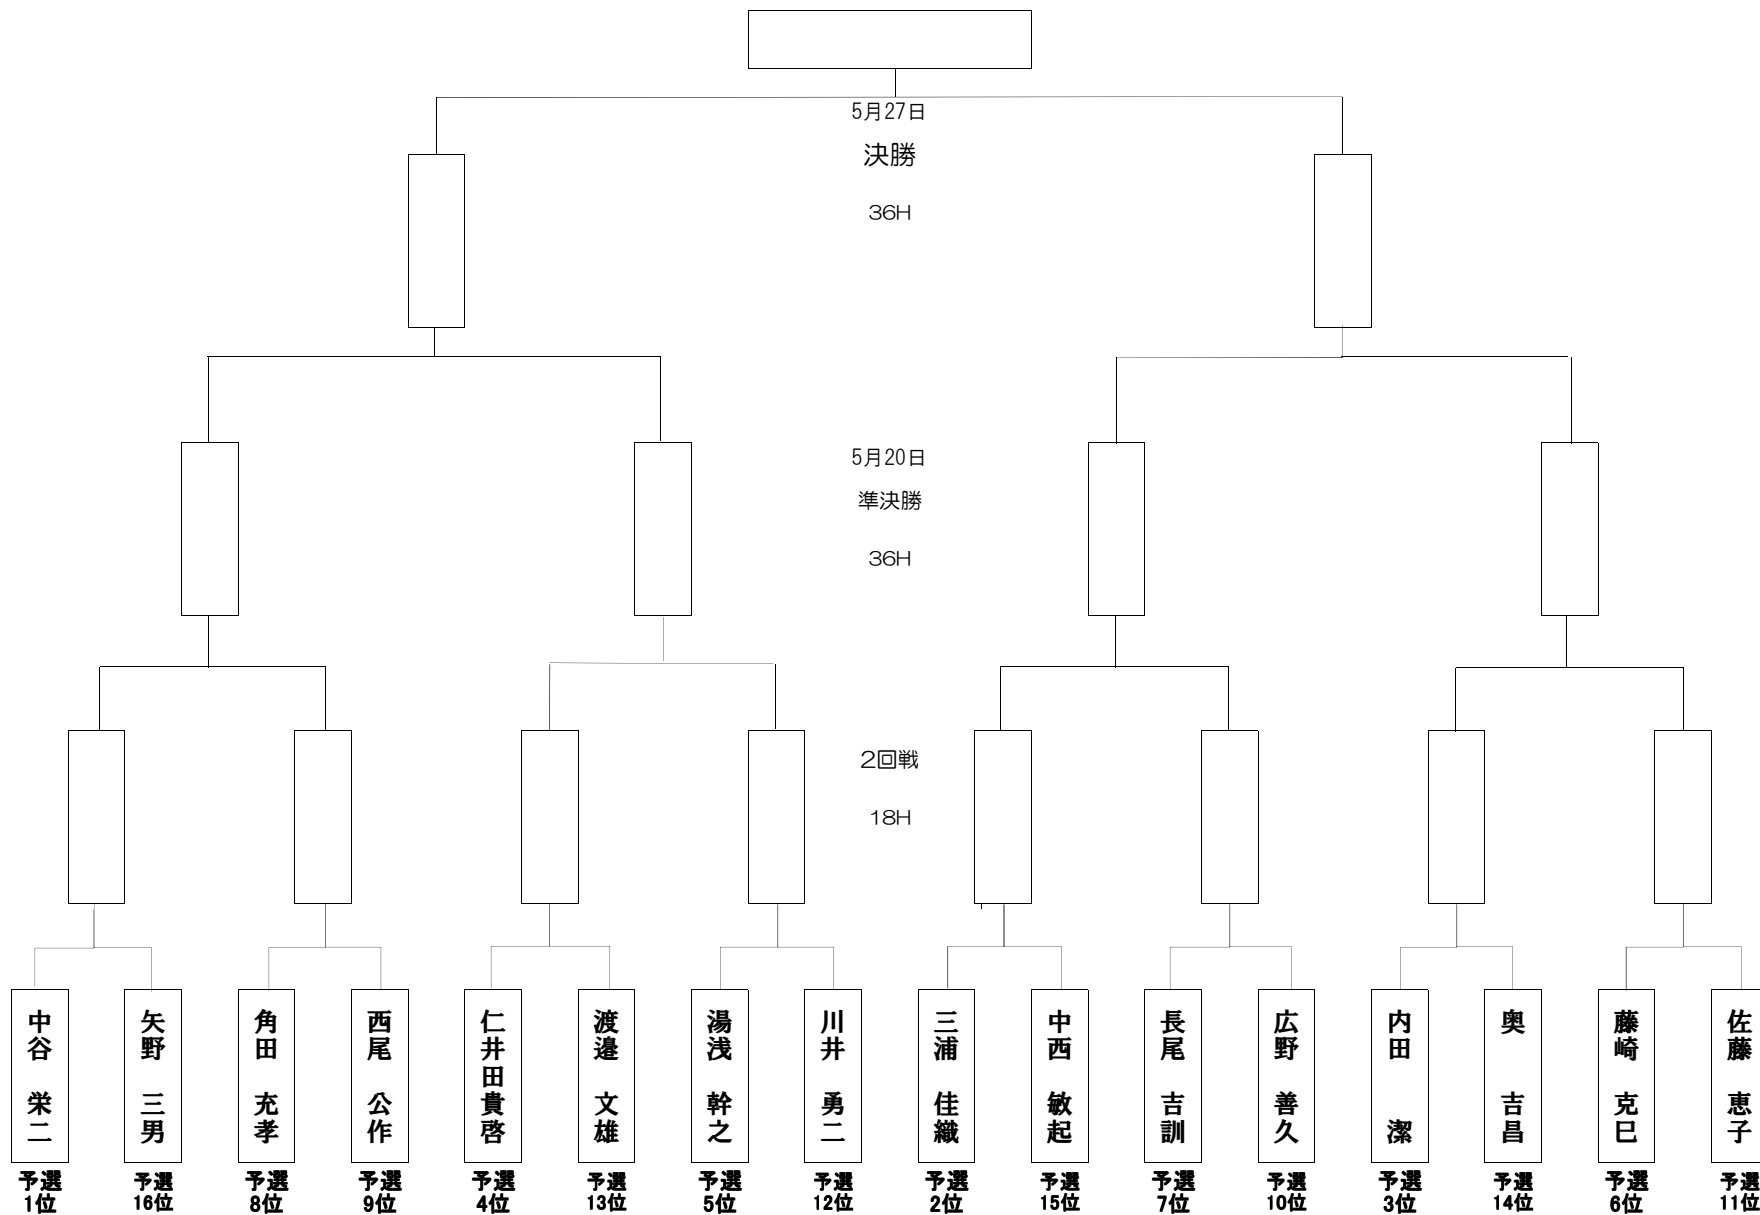 5月27日
決勝
36H
5月20日
準決勝
36H
2回戦
18H
中谷 栄二
矢野 三男
角田 充孝
西尾 公作
仁井田貴啓
渡邉 文雄
湯浅 幹之
川井 勇二
三浦 佳織
中西 敏起
長尾 吉訓
広野 善久
内田 潔
奥 吉昌
藤崎 克巳
佐藤 恵子
予選
1位
予選
16位
予選
8位
予選
9位
予選
4位
予選
13位
予選
5位
予選
12位
予選
2位
予選
15位
予選
7位
予選
10位
予選
3位
予選
14位
予選
6位
予選
11位